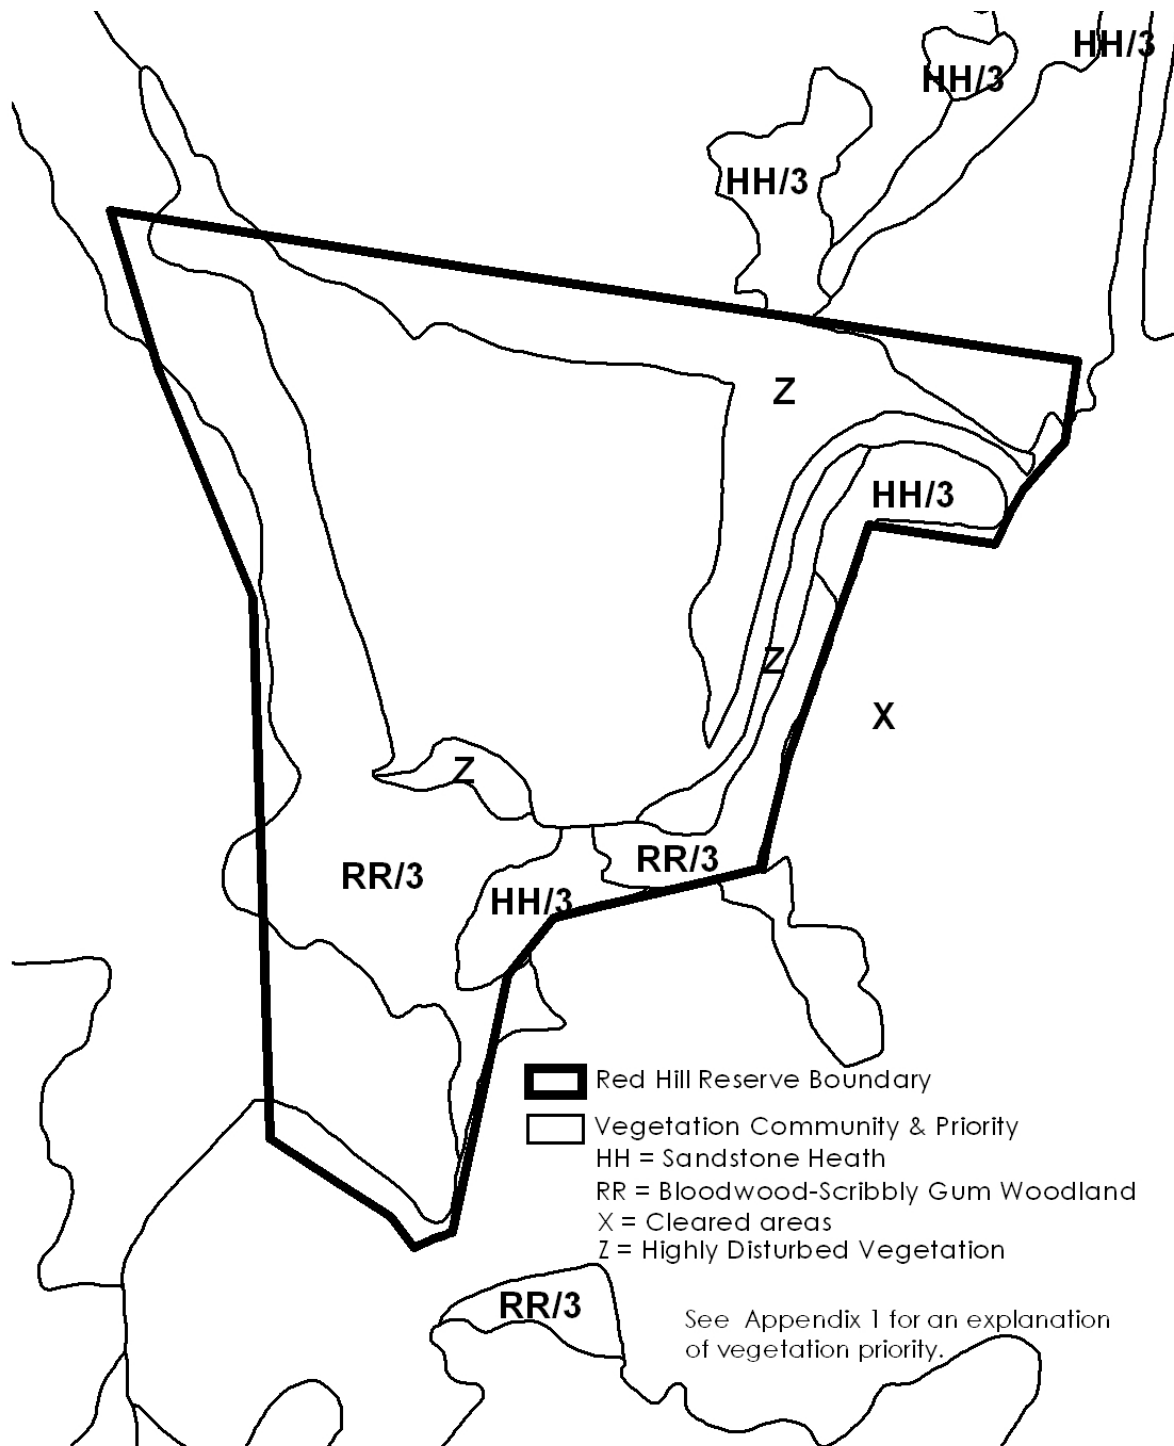 HH/3
HH/3
HH/3
Z
HH/3
Z
X
Z
RR/3
RR/3
HH/3
Red Hill Reserve Boundary
Vegetation Community & Priority
HH = Sandstone Heath
RR = Bloodwood-Scribbly Gum Woodland
X = Cleared areas
Z = Highly Disturbed Vegetation
RR/3
See Appendix 1 for an explanation
of vegetation priority.